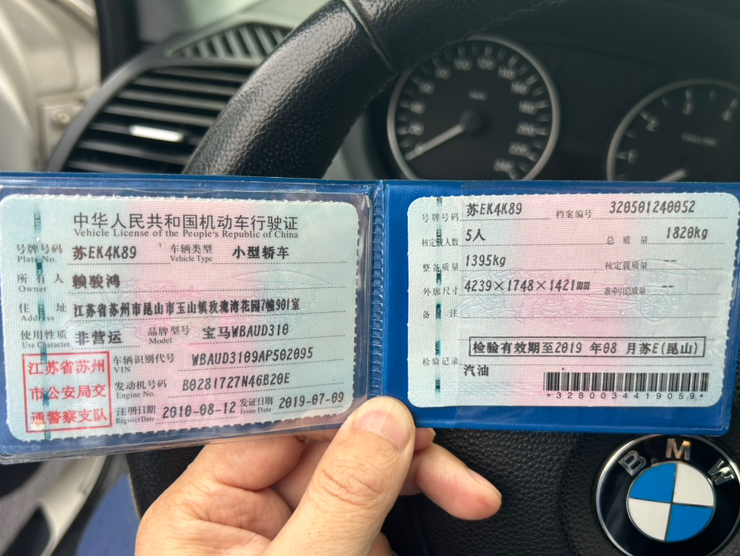 中华人民共和国机动车行驶证
Vehicle License of the People's Republic of China
号牌号码 苏EK4K89 车辆类型 小型轿车
Plate No. Vehicle Type
所有人 赖骏鸿
Owner
住址 江苏省苏州市昆山市玉山镇玫瑰湾花园7幢901室
Address
使用性质 非营运 品牌型号 宝马WBAUD310
Use Character Model
江苏省苏州
市公安局交
通警察支队
车辆识别代号 WBAUD3109AP502095
VIN
发动机号码 B0281727N46B20E
Engine No.
注册日期 2010-08-12 发证日期 2019-07-09
Register Date Issue Date
号牌号码 苏EK4K89 档案编号 320501240052
核定载人数 5人 总质量 1820kg
整备质量 1395kg 核定载质量 --
外廓尺寸 4239×1748×1421mm 准牵引总质量 --
备注
检验有效期至2019 年08 月苏E(昆山)
检验记录
汽油
*3280034419059*
BMW